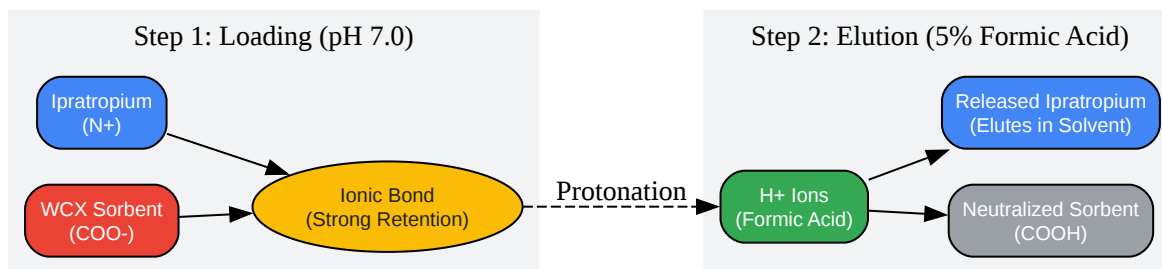 Step 1: Loading (pH 7.0)
Ipratropium
(N+)
WCX Sorbent
(COO-)
Ionic Bond
(Strong Retention)
Protonation
Step 2: Elution (5% Formic Acid)
H+ Ions
(Formic Acid)
Released Ipratropium
(Elutes in Solvent)
Neutralized Sorbent
(COOH)